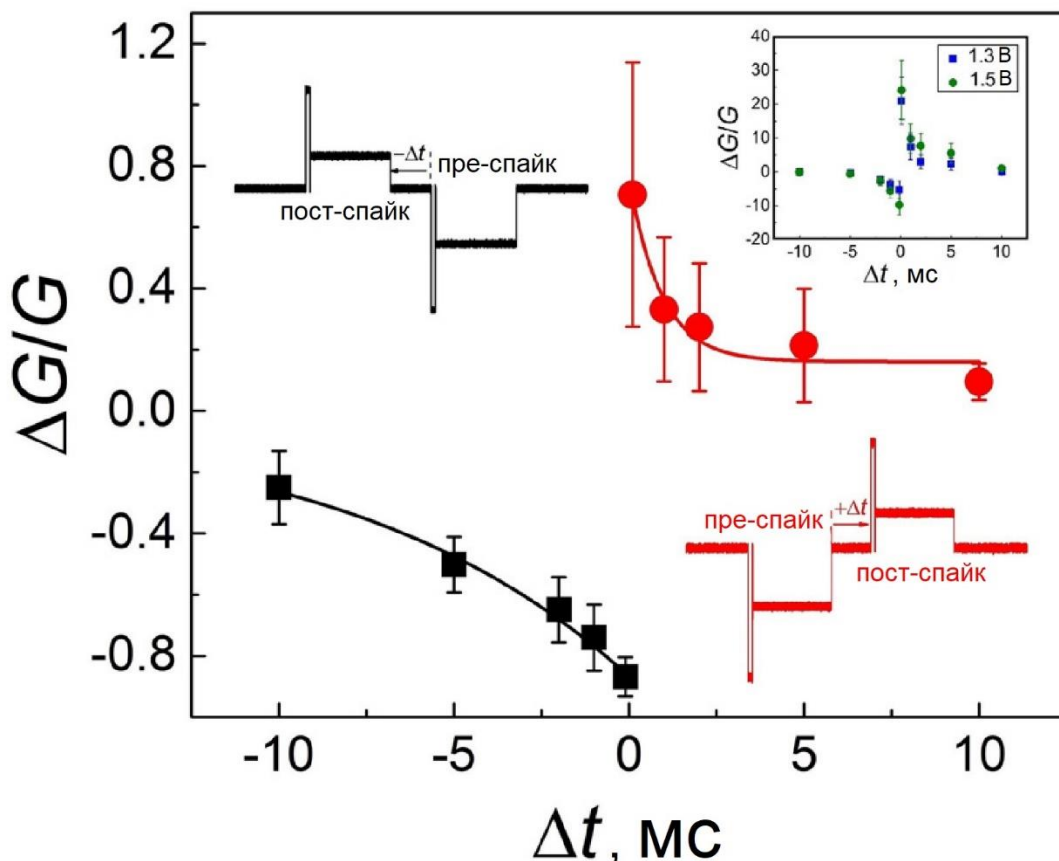 1.2
0.8
0.4
0.0
-0.4
-0.8
ΔG/G
-10 -5 0 5 10
Δt, мс
−Δt
пре-спайк
пост-спайк
40
30
20
10
0
-10
-20
ΔG/G
1.3 В
1.5 В
-10 -5 0 5 10
Δt, мс
пре-спайк
+Δt
пост-спайк